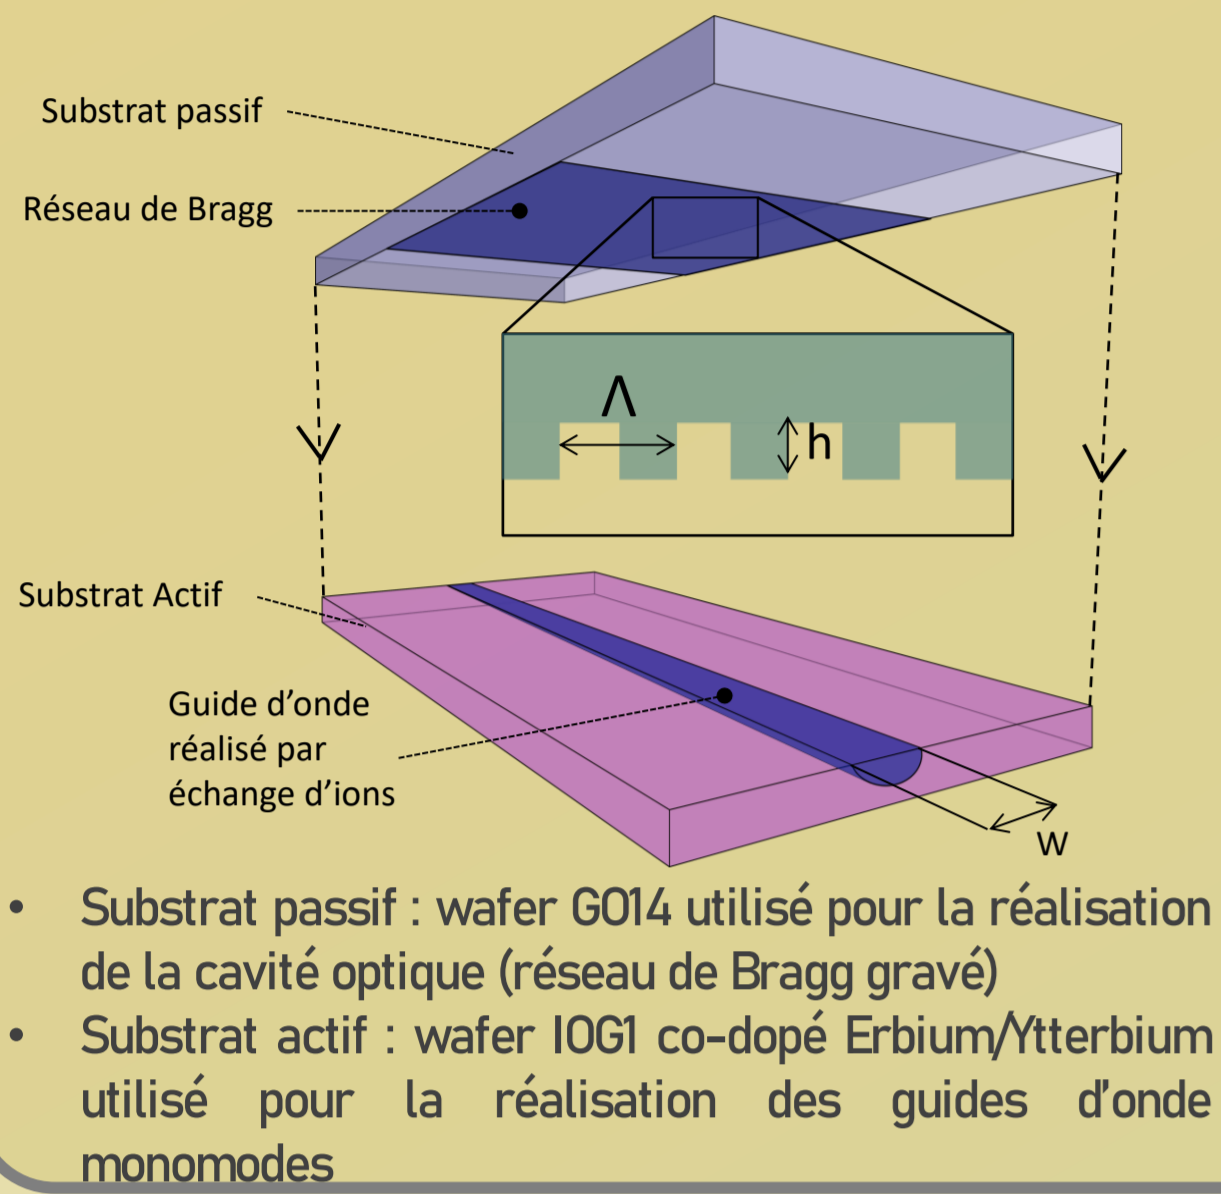 Substrat passif
Réseau de Bragg
Λ
h
Substrat Actif
Guide d'onde
réalisé par
échange d'ions
W
• Substrat passif : wafer GO14 utilisé pour la réalisation
de la cavité optique (réseau de Bragg gravé)
• Substrat actif : wafer IOG1 co-dopé Erbium/Ytterbium
utilisé pour la réalisation des guides d'onde
monomodes